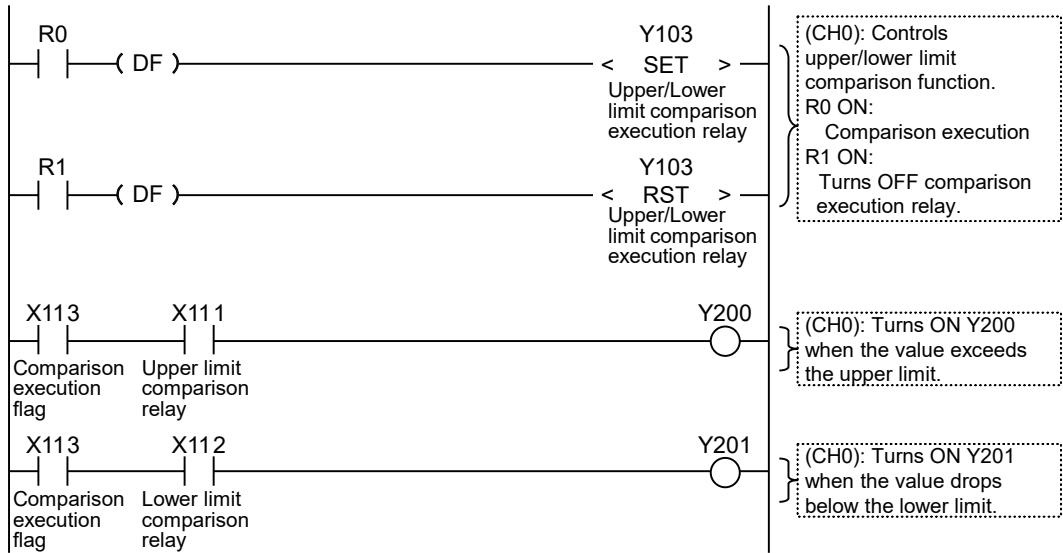 R0
( DF )
Y103
< SET >
Upper/Lower
limit comparison
execution relay
(CH0): Controls
upper/lower limit
comparison function.
R0 ON:
Comparison execution
R1 ON:
Turns OFF comparison
execution relay.
R1
( DF )
Y103
< RST >
Upper/Lower
limit comparison
execution relay
X113
Comparison
execution
flag
X111
Upper limit
comparison
relay
Y200
(CH0): Turns ON Y200
when the value exceeds
the upper limit.
X113
Comparison
execution
flag
X112
Lower limit
comparison
relay
Y201
(CH0): Turns ON Y201
when the value drops
below the lower limit.